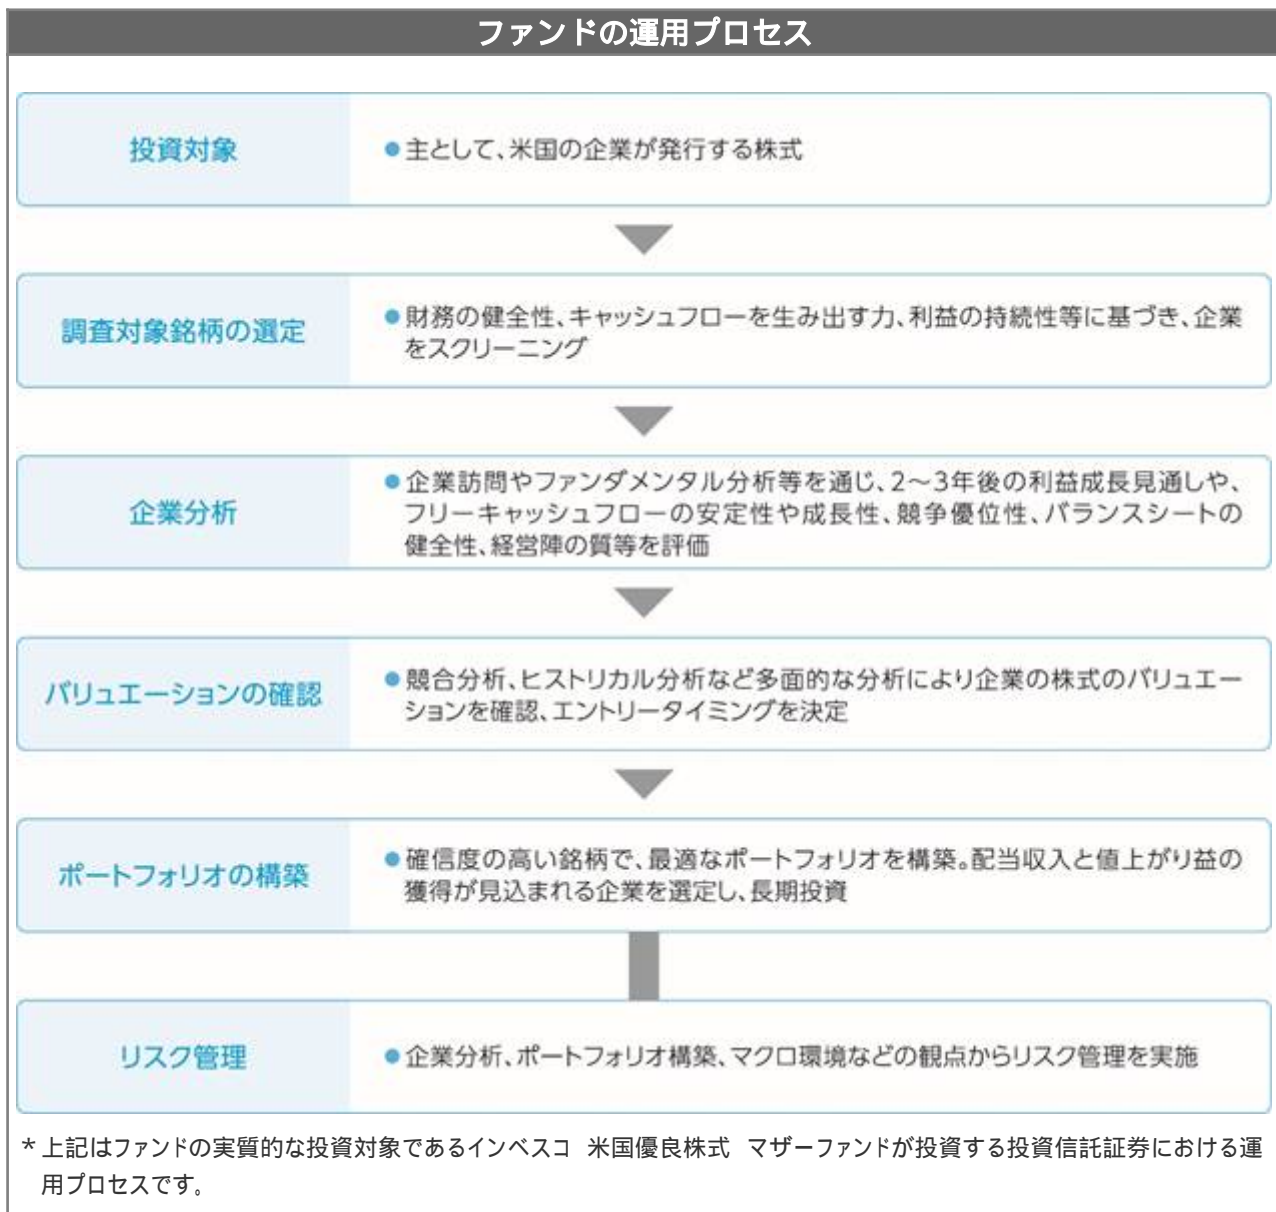 ファンドの運用プロセス
投資対象
●主として、米国の企業が発行する株式
調査対象銘柄の選定
●財務の健全性、キャッシュフローを生み出す力、利益の持続性等に基づき、企業
をスクリーニング
企業分析
●企業訪問やファンダメンタル分析等を通じ、2～3年後の利益成長見通しや、
フリーキャッシュフローの安定性や成長性、競争優位性、バランスシートの
健全性、経営陣の質等を評価
バリュエーションの確認
●競合分析、ヒストリカル分析など多面的な分析により企業の株式のバリュエー
ションを確認、エントリータイミングを決定
ポートフォリオの構築
●確信度の高い銘柄で、最適なポートフォリオを構築。配当収入と値上がり益の
獲得が見込まれる企業を選定し、長期投資
リスク管理
●企業分析、ポートフォリオ構築、マクロ環境などの観点からリスク管理を実施
* 上記はファンドの実質的な投資対象であるインベスコ 米国優良株式 マザーファンドが投資する投資信託証券における運
用プロセスです。